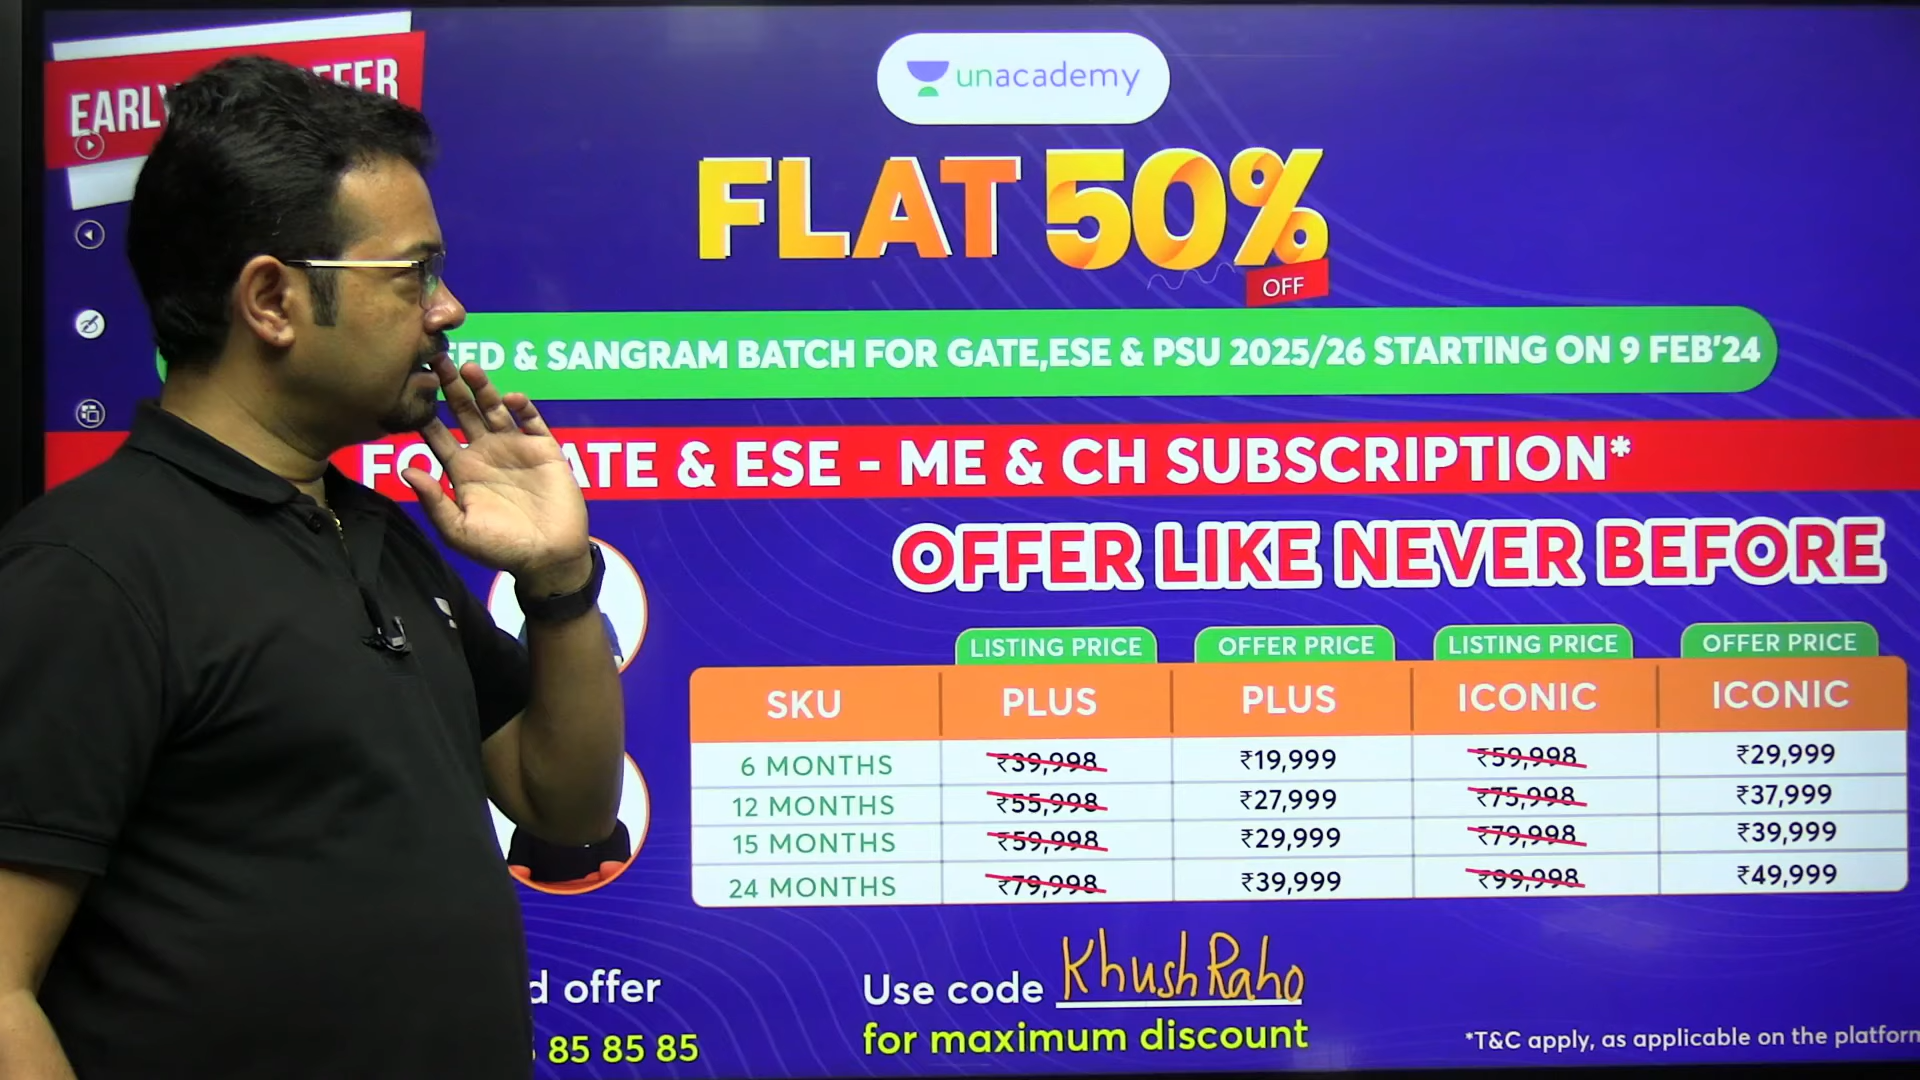 unacademy
FLAT 50%
OFF
& SANGRAM BATCH FOR GATE,ESE & PSU 2025/26 STARTING ON 9 FEB'24
& ESE - ME & CH SUBSCRIPTION*
OFFER LIKE NEVER BEFORE
LISTING PRICE OFFER PRICE LISTING PRICE OFFER PRICE
SKU PLUS PLUS ICONIC ICONIC
6 MONTHS ₹39,998 ₹19,999 ₹59,998 ₹29,999
12 MONTHS ₹55,998 ₹27,999 ₹75,998 ₹37,999
15 MONTHS ₹59,998 ₹29,999 ₹79,998 ₹39,999
24 MONTHS ₹79,998 ₹39,999 ₹99,998 ₹49,999
offer
85 85 85
Use code KhushRaho
for maximum discount
*T&C apply, as applicable on the platform